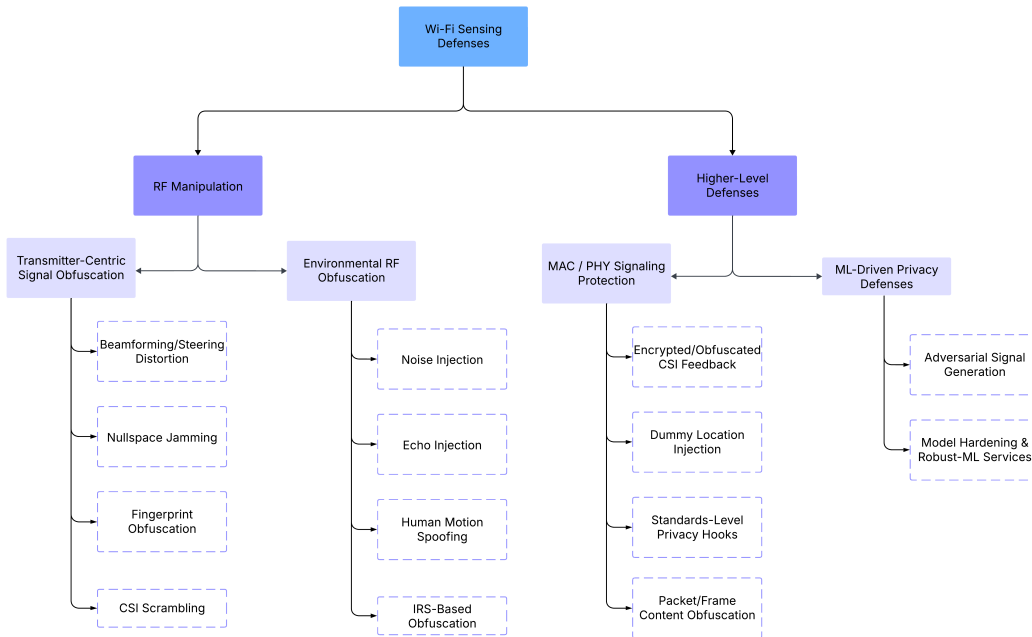 Wi-Fi Sensing
Defenses
RF Manipulation
Higher-Level
Defenses
Transmitter-Centric
Signal Obfuscation
Environmental RF
Obfuscation
MAC / PHY Signaling
Protection
ML-Driven Privacy
Defenses
Beamforming/Steering
Distortion
Nullspace Jamming
Fingerprint
Obfuscation
CSI Scrambling
Noise Injection
Echo Injection
Human Motion
Spoofing
IRS-Based
Obfuscation
Encrypted/Obfuscated
CSI Feedback
Dummy Location
Injection
Standards-Level
Privacy Hooks
Packet/Frame
Content Obfuscation
Adversarial Signal
Generation
Model Hardening &
Robust-ML Services